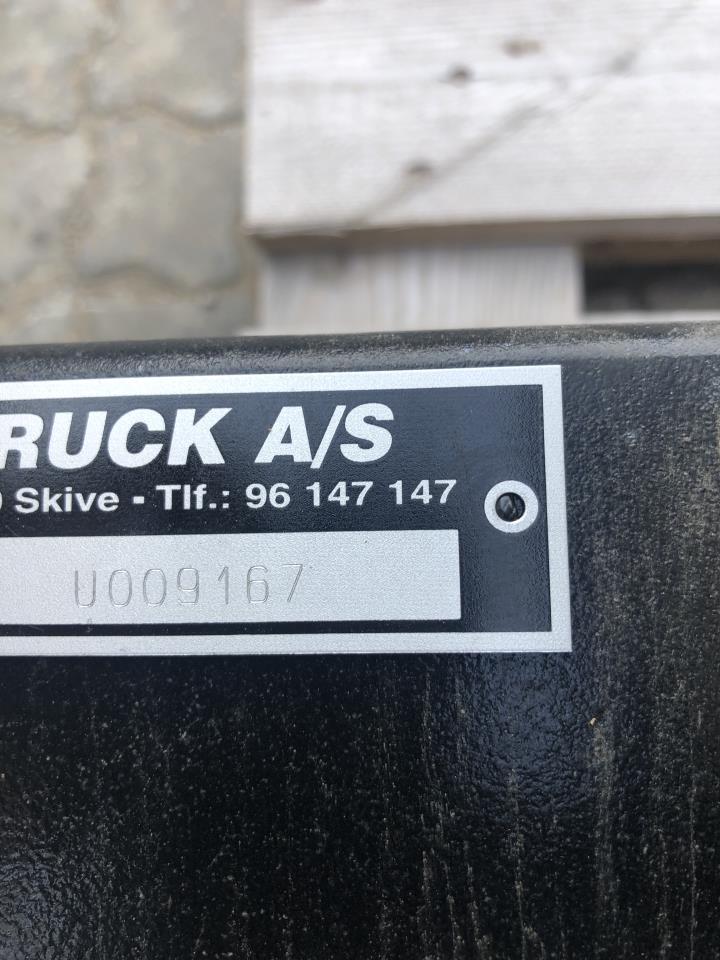 RUCK A/S
Skive - Tlf.: 96 147 147
U009167